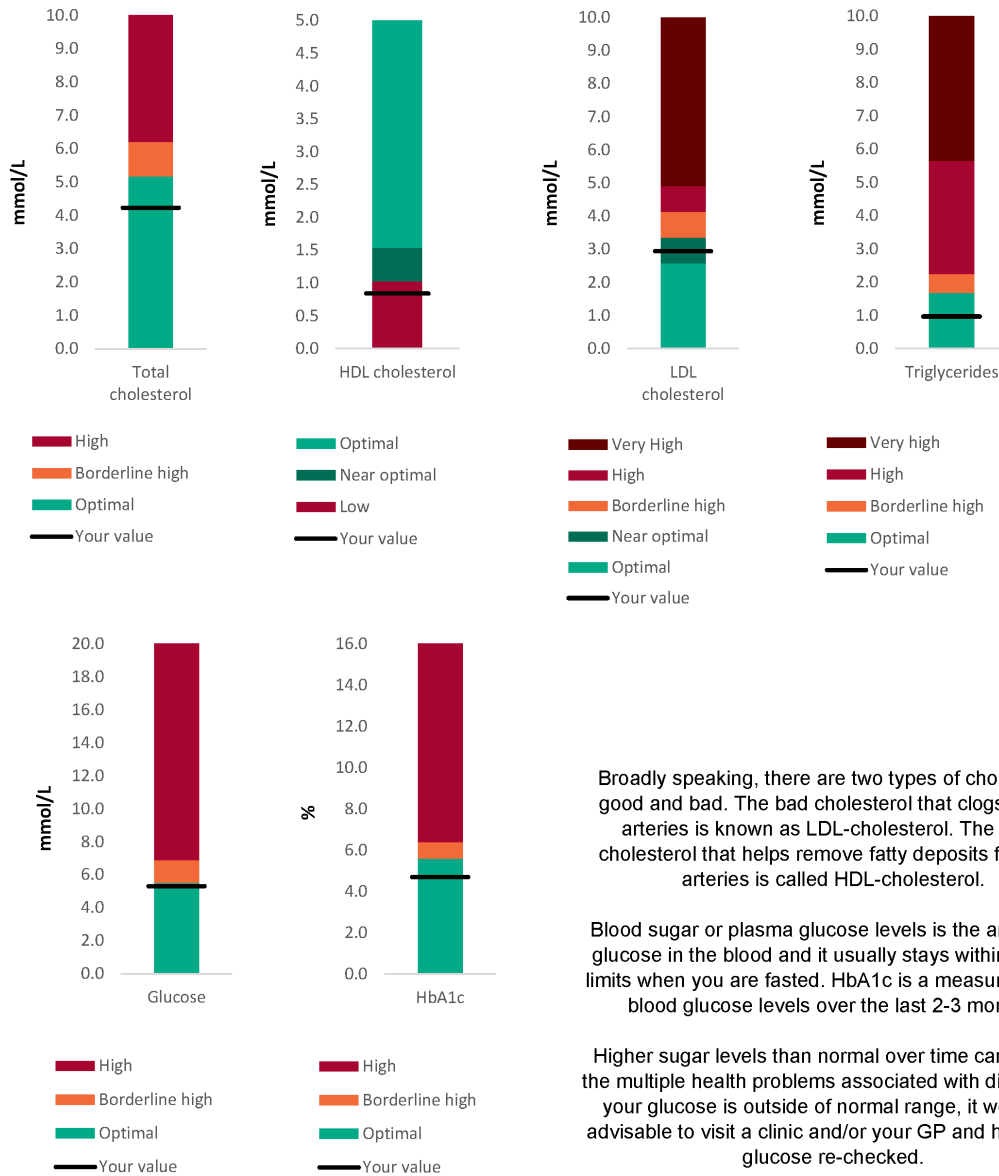 10.0
9.0
8.0
7.0
6.0
5.0
4.0
3.0
2.0
1.0
0.0
mmol/L
Total
cholesterol
High
Borderline high
Optimal
Your value
5.0
4.5
4.0
3.5
3.0
2.5
2.0
1.5
1.0
0.5
0.0
mmol/L
HDL cholesterol
Optimal
Near optimal
Low
Your value
10.0
9.0
8.0
7.0
6.0
5.0
4.0
3.0
2.0
1.0
0.0
mmol/L
LDL
cholesterol
Very High
High
Borderline high
Near optimal
Optimal
Your value
10.0
9.0
8.0
7.0
6.0
5.0
4.0
3.0
2.0
1.0
0.0
mmol/L
Triglycerides
Very high
High
Borderline high
Optimal
Your value
20.0
18.0
16.0
14.0
12.0
10.0
8.0
6.0
4.0
2.0
0.0
mmol/L
Glucose
High
Borderline high
Optimal
Your value
16.0
14.0
12.0
10.0
8.0
6.0
4.0
2.0
0.0
%
HbA1c
High
Borderline high
Optimal
Your value
Broadly speaking, there are two types of
good and bad. The bad cholesterol that clogs
arteries is known as LDL-cholesterol. The
cholesterol that helps remove fatty deposits
arteries is called HDL-cholesterol.
Blood sugar or plasma glucose levels is the
glucose in the blood and it usually stays within
limits when you are fasted. HbA1c is a
blood glucose levels over the last 2-3
Higher sugar levels than normal over time
the multiple health problems associated with
your glucose is outside of normal range, it
advisable to visit a clinic and/or your GP and
glucose re-checked.